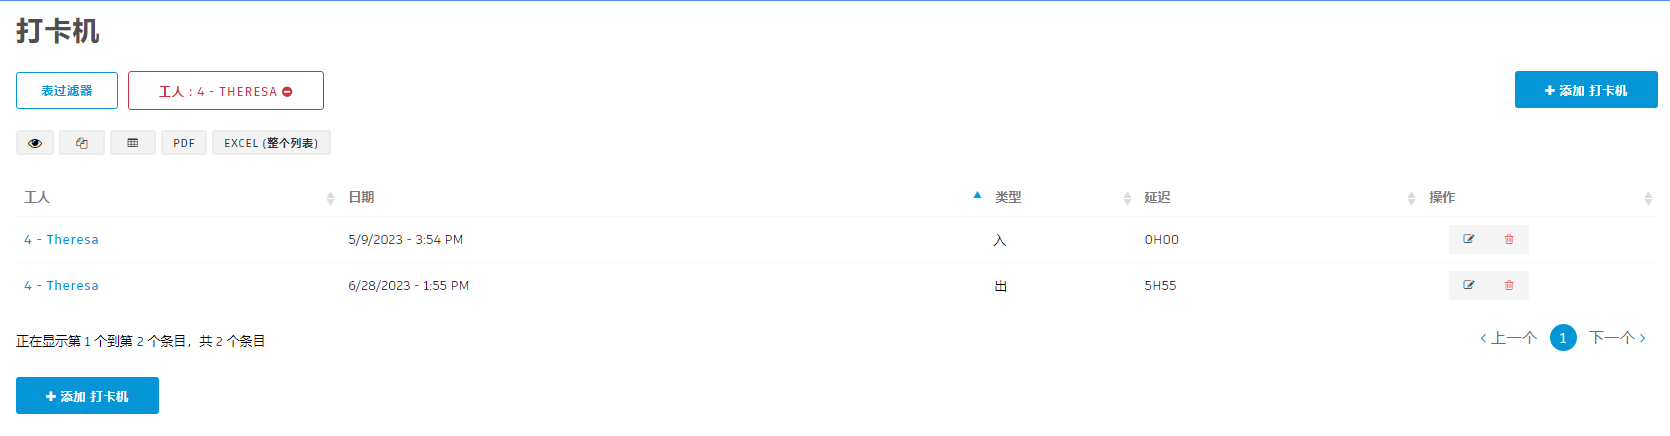 打卡机
表过滤器 工人 : 4 - THERESA
添加 打卡机
PDF EXCEL (整个列表)
工人 日期 类型 延迟 操作
4 - Theresa 5/9/2023 - 3:54 PM 入 0H00
4 - Theresa 6/28/2023 - 1:55 PM 出 5H55
正在显示第 1 个到第 2 个条目，共 2 个条目
上一个 1 下一个
添加 打卡机